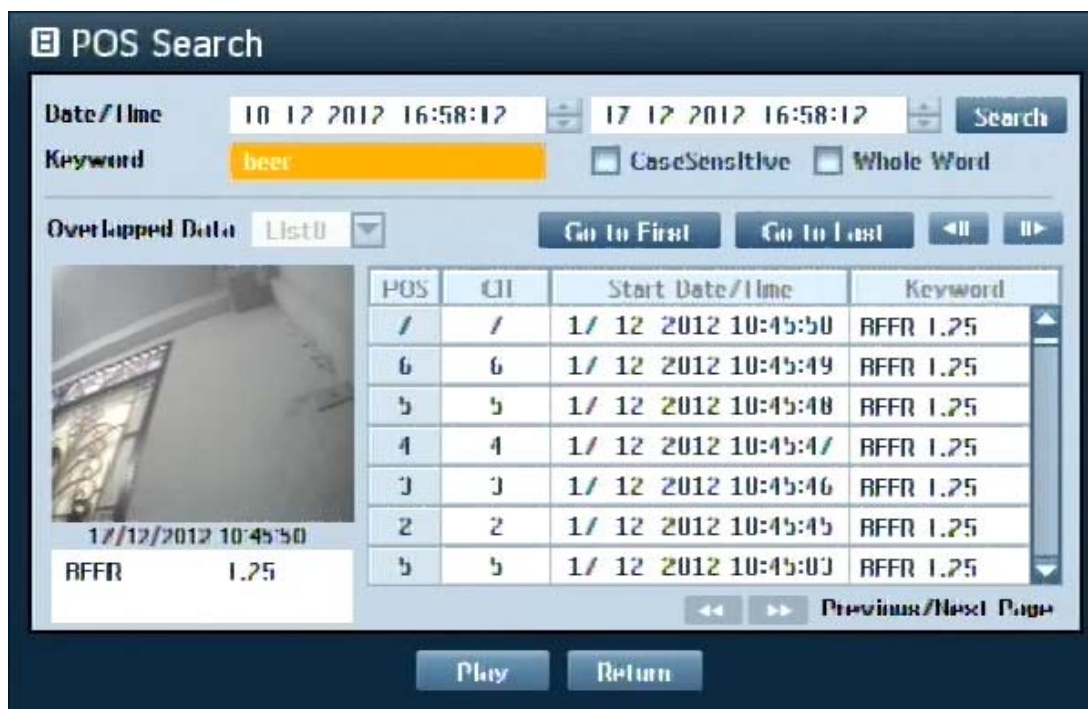 POS Search
Date/Time 10 12 2012 16:58:12 17 12 2012 16:58:12 Search
Keyword beer CaseSensitive Whole Word
Overlapped Data List0 Go to First Go to Last
POS CH Start Date/Time Keyword
7 7 17 12 2012 10:45:50 BEER 1.25
6 6 17 12 2012 10:45:49 BEER 1.25
5 5 17 12 2012 10:45:48 BEER 1.25
4 4 17 12 2012 10:45:47 BEER 1.25
3 3 17 12 2012 10:45:46 BEER 1.25
2 2 17 12 2012 10:45:45 BEER 1.25
5 5 17 12 2012 10:45:03 BEER 1.25
17/12/2012 10:45:50
BEER 1.25
Previous/Next Page
Play Return